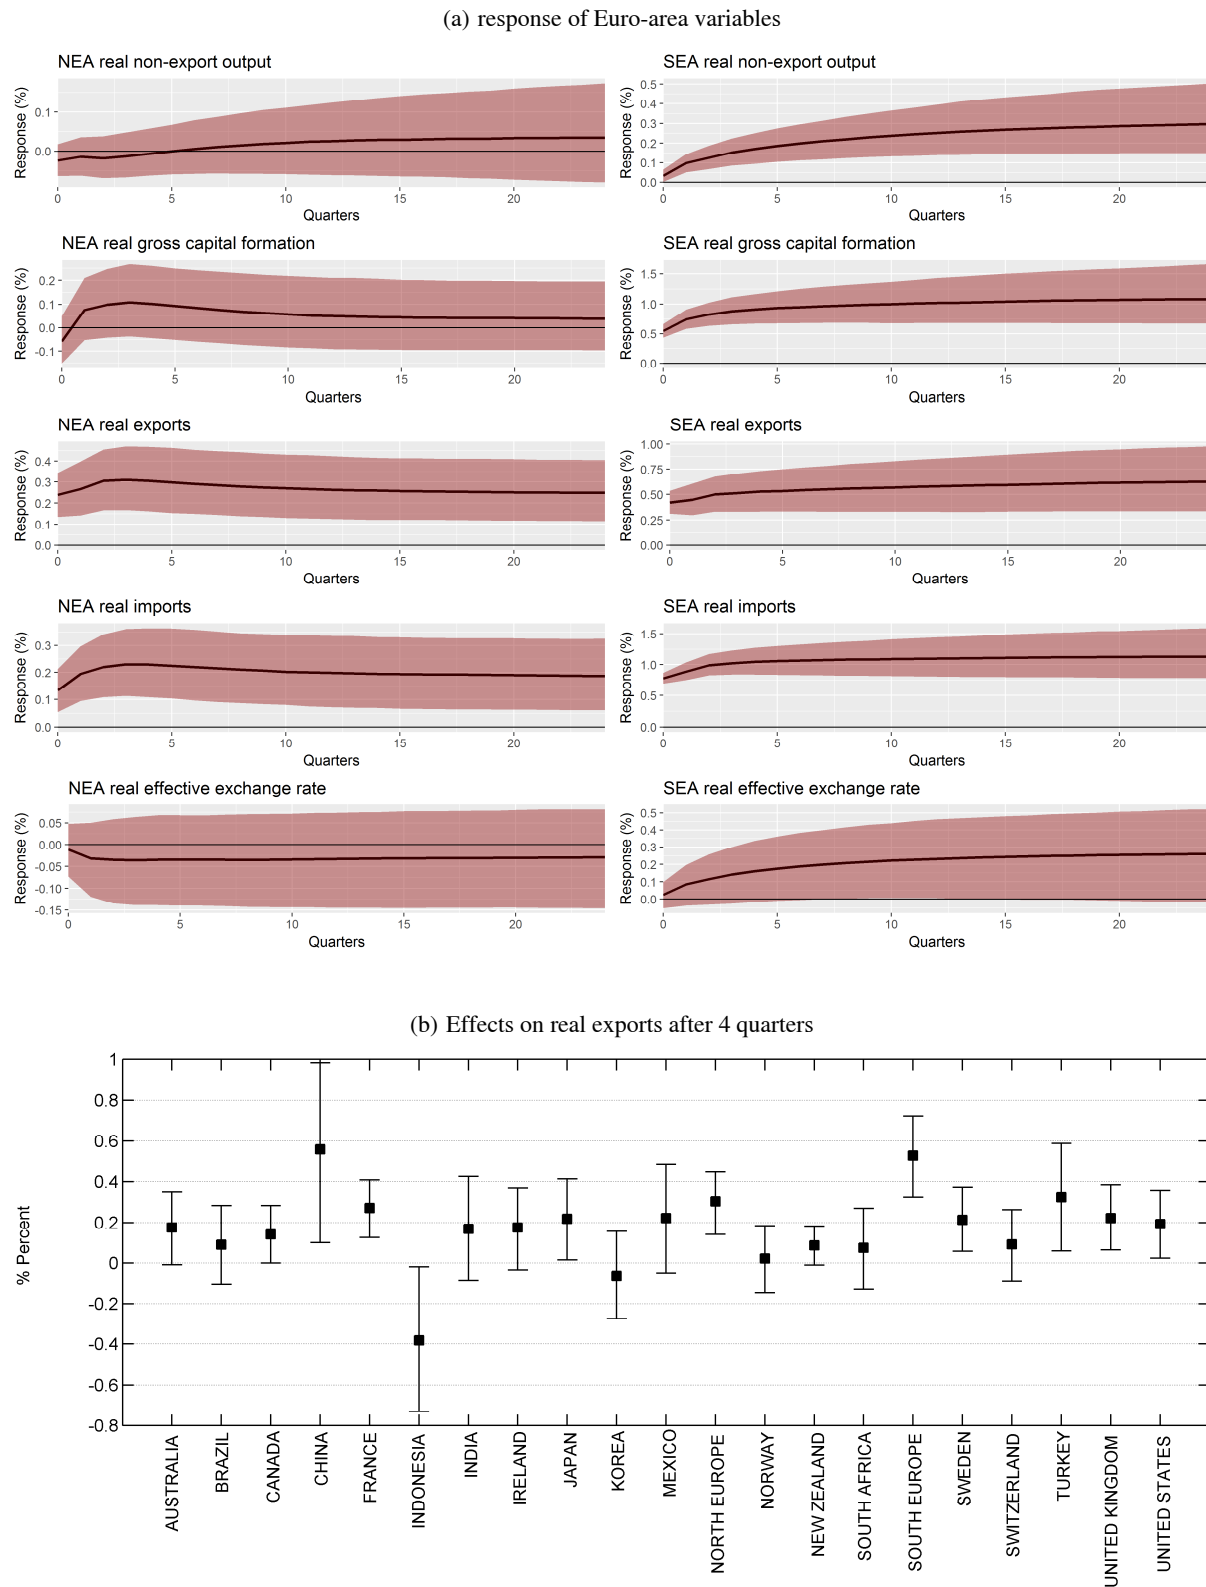 (a) response of Euro-area variables
NEA real non-export output
Response (%)
0.1
0.0
0 5 10 15 20
Quarters
SEA real non-export output
Response (%)
0.5
0.4
0.3
0.2
0.1
0.0
0 5 10 15 20
Quarters
NEA real gross capital formation
Response (%)
0.2
0.1
0.0
-0.1
0 5 10 15 20
Quarters
SEA real gross capital formation
Response (%)
1.5
1.0
0.5
0.0
0 5 10 15 20
Quarters
NEA real exports
Response (%)
0.4
0.3
0.2
0.1
0.0
0 5 10 15 20
Quarters
SEA real exports
Response (%)
1.00
0.75
0.50
0.25
0.00
0 5 10 15 20
Quarters
NEA real imports
Response (%)
0.3
0.2
0.1
0.0
0 5 10 15 20
Quarters
SEA real imports
Response (%)
1.5
1.0
0.5
0.0
0 5 10 15 20
Quarters
NEA real effective exchange rate
Response (%)
0.05
0.00
-0.05
-0.10
-0.15
0 5 10 15 20
Quarters
SEA real effective exchange rate
Response (%)
0.5
0.4
0.3
0.2
0.1
0.0
0 5 10 15 20
Quarters
(b) Effects on real exports after 4 quarters
% Percent
1
0.8
0.6
0.4
0.2
0
-0.2
-0.4
-0.6
-0.8
AUSTRALIA
BRAZIL
CANADA
CHINA
FRANCE
INDONESIA
INDIA
IRELAND
JAPAN
KOREA
MEXICO
NORTH EUROPE
NORWAY
NEW ZEALAND
SOUTH AFRICA
SOUTH EUROPE
SWEDEN
SWITZERLAND
TURKEY
UNITED KINGDOM
UNITED STATES